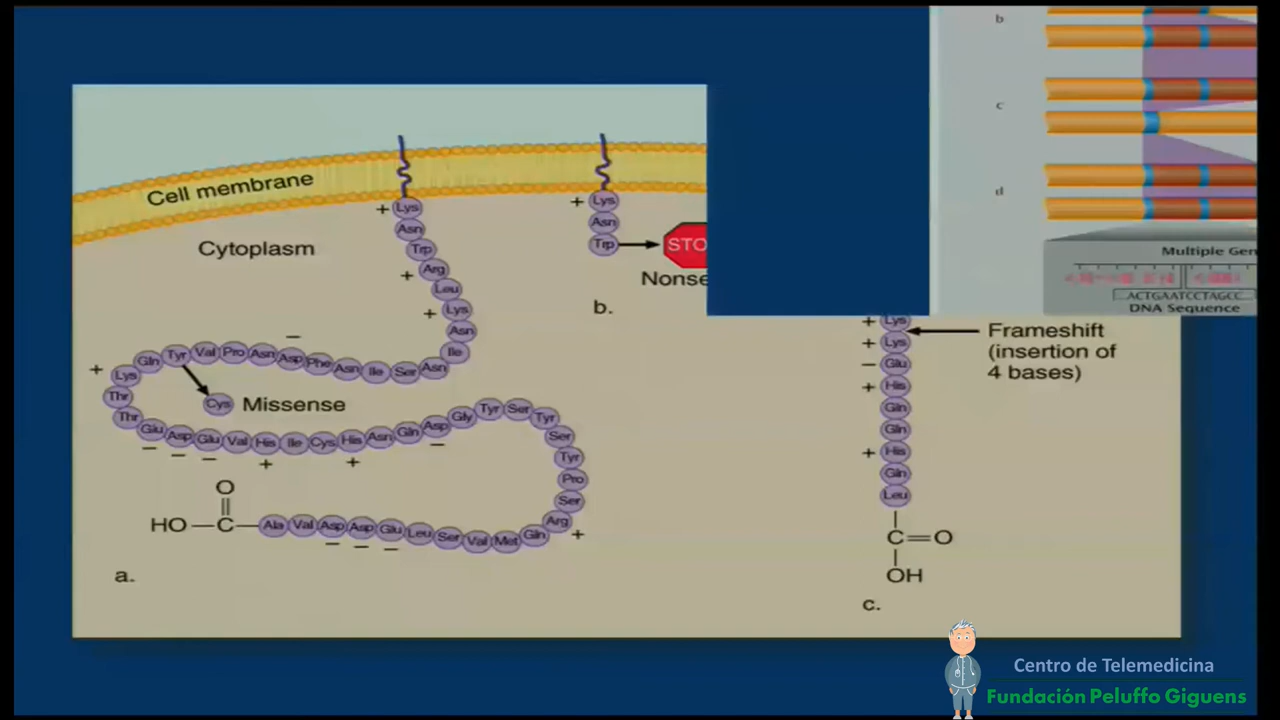 b
c
d
Multiple Gen
ACTGAATCCTAGCC
DNA Sequence
Cell membrane
Cytoplasm
+ Lys
Asn
Trp
+ Arg
Leu
+ Lys
Asn
Ile
Asn
Ser
Ile
Asn
Phe
Asp −
Asn
Pro
Val
Tyr
Gln
Lys +
Thr
Thr
Glu −
Asp −
Glu −
Val
His +
Ile
Cys
His +
Asn
Gln
Asp −
Gly
Tyr
Ser
Tyr
Ser
Tyr
Pro
Ser
Arg +
Gln
Met
Val
Ser
Leu
Glu −
Asp −
Asp −
Val
Ala
Cys Missense
O
HO C
a.
+ Lys
Asn
Trp
STO
Nonse
b.
+ Lys
+ Lys
− Glu
+ His
Gln
Gln
+ His
Gln
Leu
C=O
OH
c.
Frameshift
(insertion of
4 bases)
Centro de Telemedicina
Fundación Peluffo Giguens